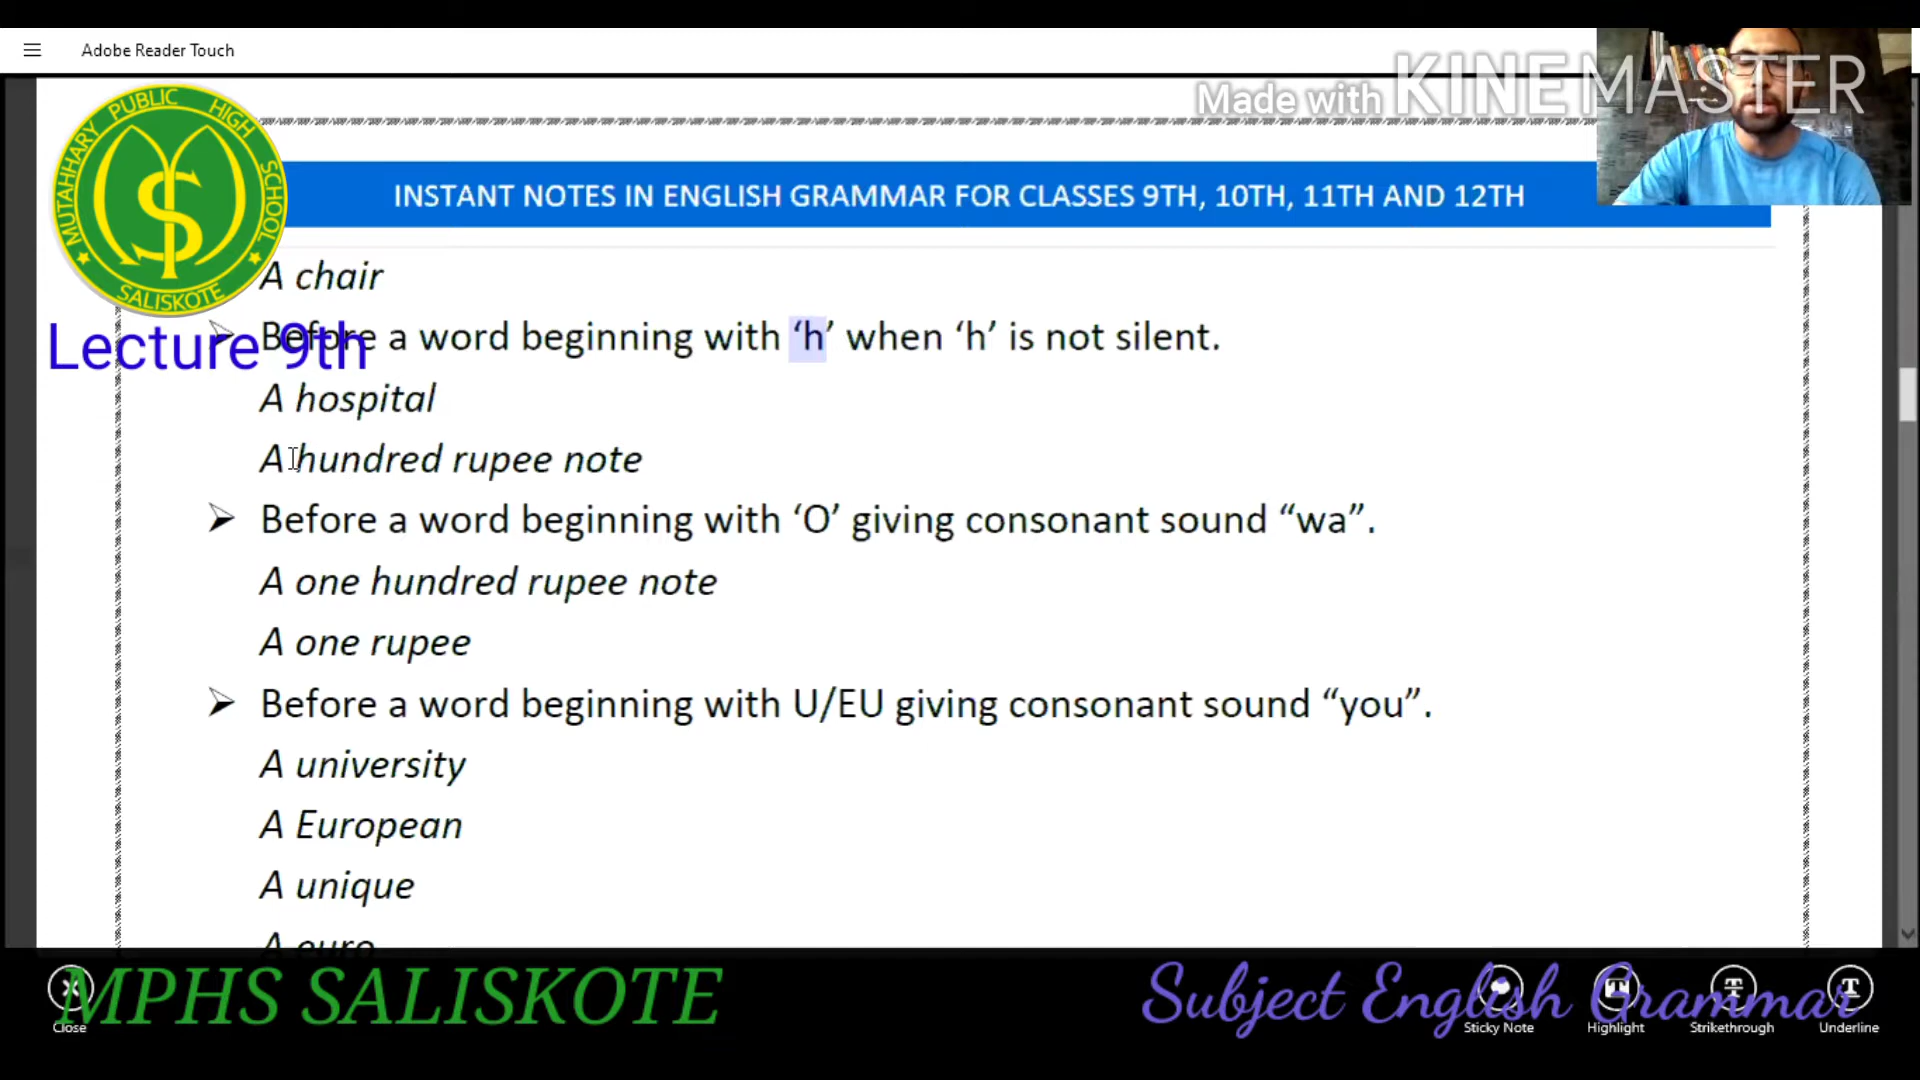 Adobe Reader Touch
Made with KINEMASTER
MUTAHHARY PUBLIC HIGH SCHOOL
SALISKOTE
INSTANT NOTES IN ENGLISH GRAMMAR FOR CLASSES 9TH, 10TH, 11TH AND 12TH
A chair
Lecture 9th
Before a word beginning with ‘h’ when ‘h’ is not silent.
A hospital
A hundred rupee note
Before a word beginning with ‘O’ giving consonant sound “wa”.
A one hundred rupee note
A one rupee
Before a word beginning with U/EU giving consonant sound “you”.
A university
A European
A unique
A euro
MPHS SALISKOTE
Subject English Grammar
Close
Sticky Note
Highlight
Strikethrough
Underline